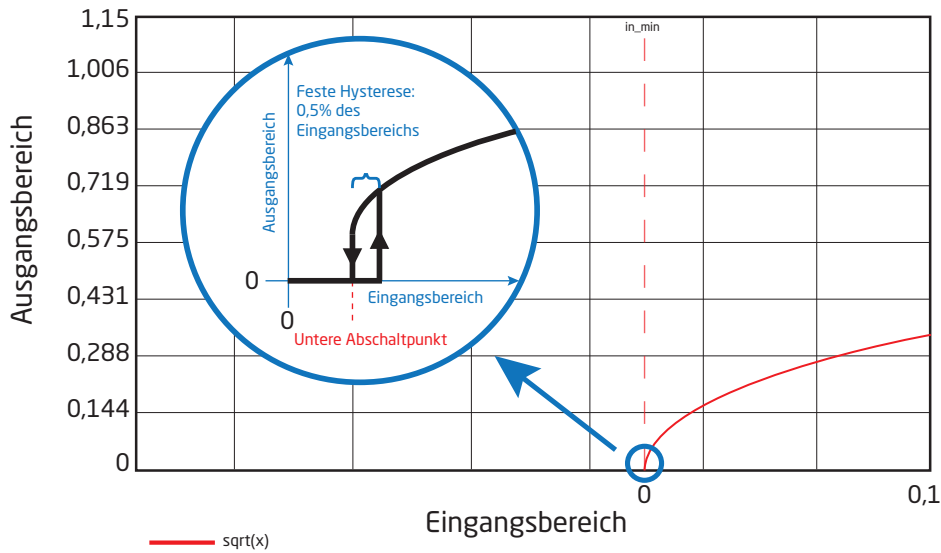 1,15
1,006
0,863
0,719
0,575
0,431
0,288
0,144
0
Ausgangsbereich
in_min
Feste Hysterese:
0,5% des
Eingangsbereichs
Ausgangsbereich
0
Eingangsbereich
0
Untere Abschaltpunkt
0
0,1
Eingangsbereich
sqrt(x)